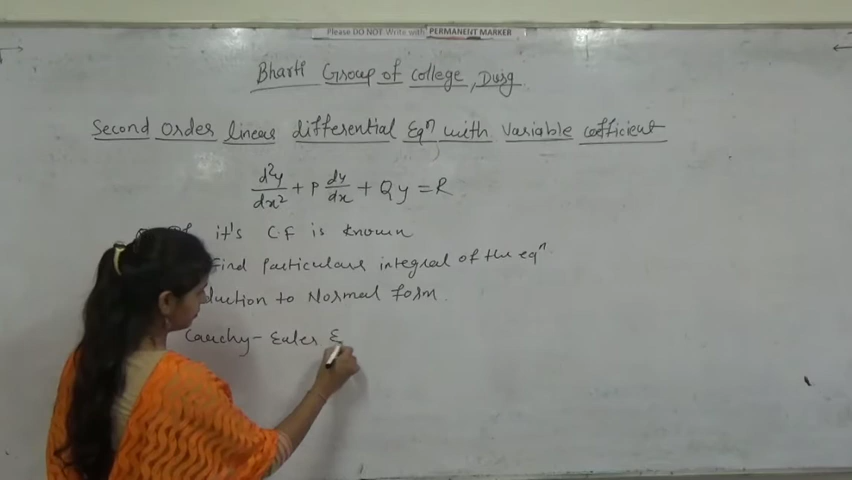 Please DO NOT Write with PERMANENT MARKER
Bharti Group of college, Durg
Second order linear differential Eqⁿ with variable coefficient
d²y/dx² + P dy/dx + Qy = R
If it's C.F is known
find particular integral of the eqⁿ.
duction to Normal form.
Cauchy-Euler E